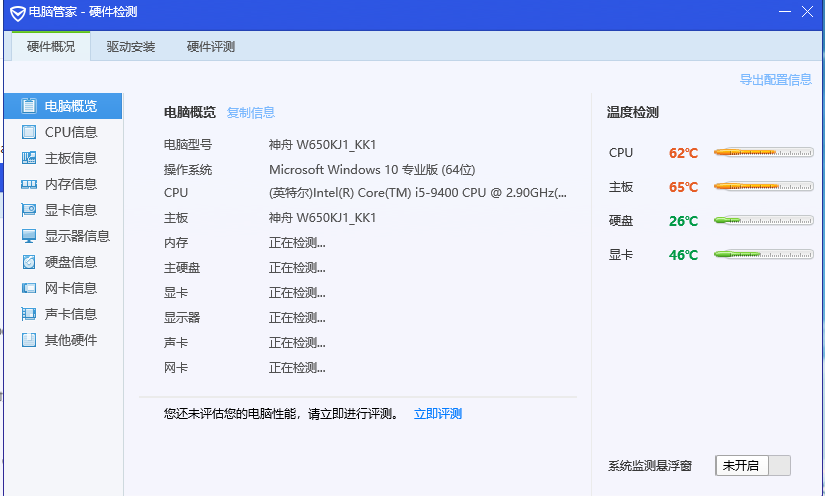 电脑管家 - 硬件检测
硬件概况 驱动安装 硬件评测
导出配置信息
电脑概览
CPU信息
主板信息
内存信息
显卡信息
显示器信息
硬盘信息
网卡信息
声卡信息
其他硬件
电脑概览 复制信息
电脑型号 神舟 W650KJ1_KK1
操作系统 Microsoft Windows 10 专业版 (64位)
CPU (英特尔)Intel(R) Core(TM) i5-9400 CPU @ 2.90GHz(...
主板 神舟 W650KJ1_KK1
内存 正在检测...
主硬盘 正在检测...
显卡 正在检测...
显示器 正在检测...
声卡 正在检测...
网卡 正在检测...
您还未评估您的电脑性能，请立即进行评测。 立即评测
温度检测
CPU 62℃
主板 65℃
硬盘 26℃
显卡 46℃
系统监测悬浮窗 未开启